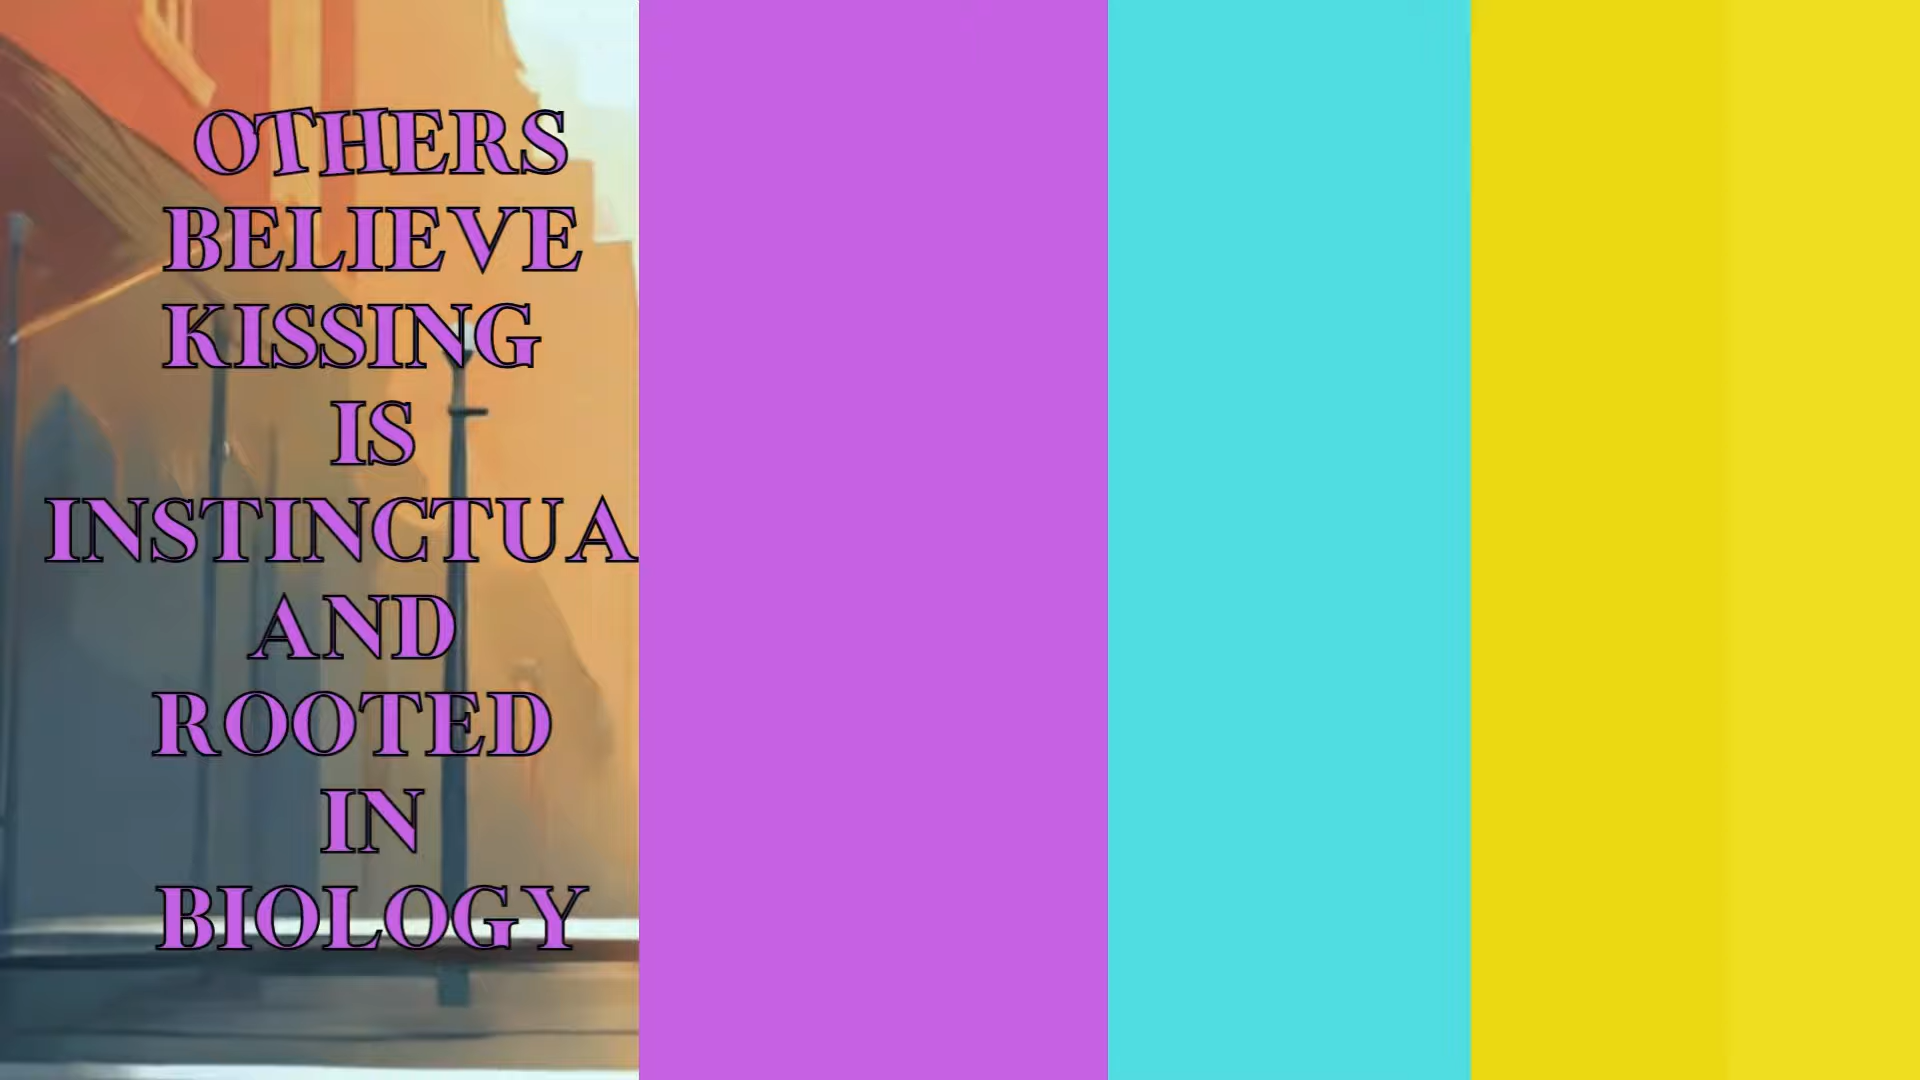 OTHERS
BELIEVE
KISSING
IS
INSTINCTUA
AND
ROOTED
IN
BIOLOGY